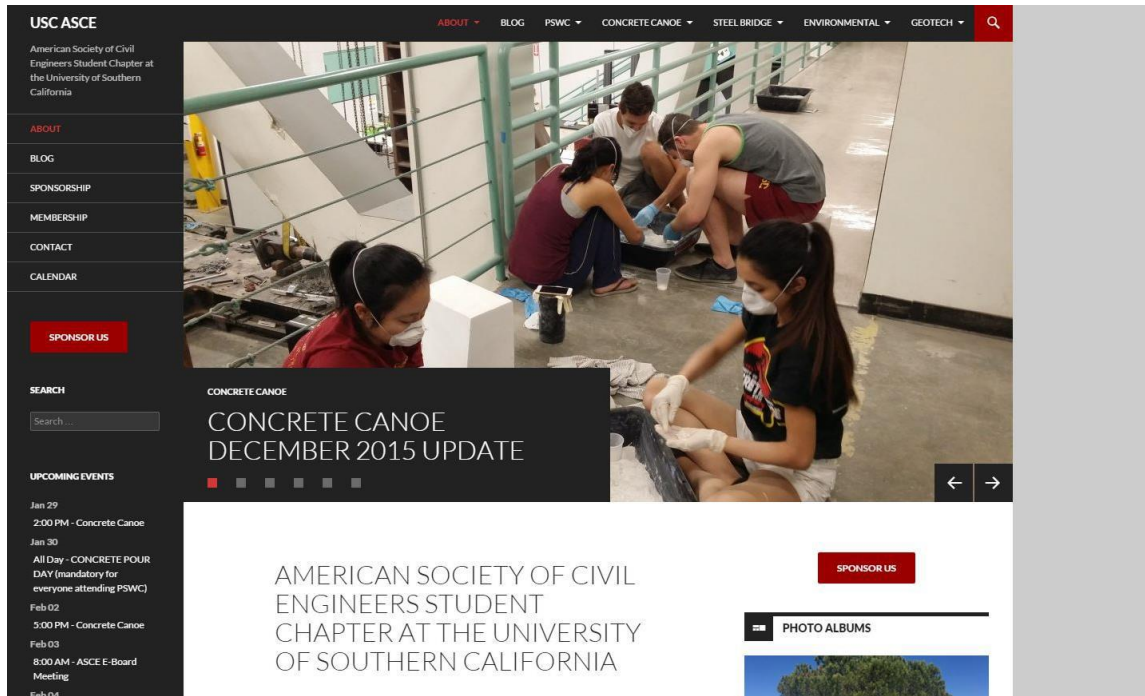 USC ASCE
American Society of Civil
Engineers Student Chapter at
the University of Southern
California
ABOUT
BLOG
SPONSORSHIP
MEMBERSHIP
CONTACT
CALENDAR
SPONSOR US
SEARCH
Search …
UPCOMING EVENTS
Jan 29
2:00 PM - Concrete Canoe
Jan 30
All Day - CONCRETE POUR
DAY (mandatory for
everyone attending PSWC)
Feb 02
5:00 PM - Concrete Canoe
Feb 03
8:00 AM - ASCE E-Board
Meeting
Feb 04
ABOUT BLOG PSWC CONCRETE CANOE STEEL BRIDGE ENVIRONMENTAL GEOTECH
CONCRETE CANOE
CONCRETE CANOE
DECEMBER 2015 UPDATE
AMERICAN SOCIETY OF CIVIL
ENGINEERS STUDENT
CHAPTER AT THE UNIVERSITY
OF SOUTHERN CALIFORNIA
SPONSOR US
PHOTO ALBUMS